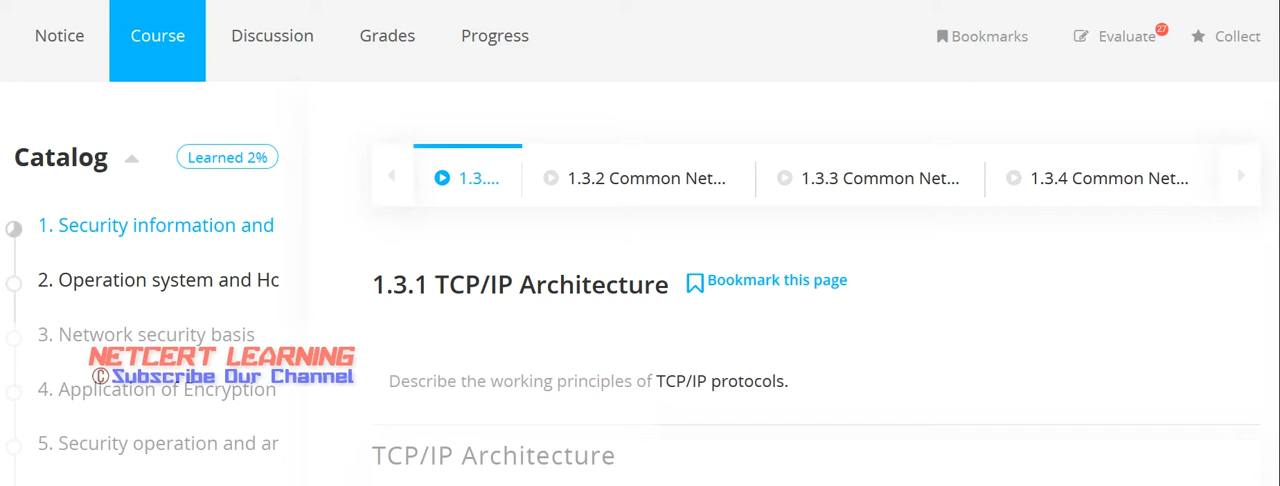 Notice Course Discussion Grades Progress Bookmarks Evaluate 27 Collect
Catalog Learned 2%
1.3.... 1.3.2 Common Net... 1.3.3 Common Net... 1.3.4 Common Net...
1. Security information and
2. Operation system and Ho
3. Network security basis
4. Application of Encryption
5. Security operation and ar
NETCERT LEARNING
©Subscribe Our Channel
1.3.1 TCP/IP Architecture Bookmark this page
Describe the working principles of TCP/IP protocols.
TCP/IP Architecture